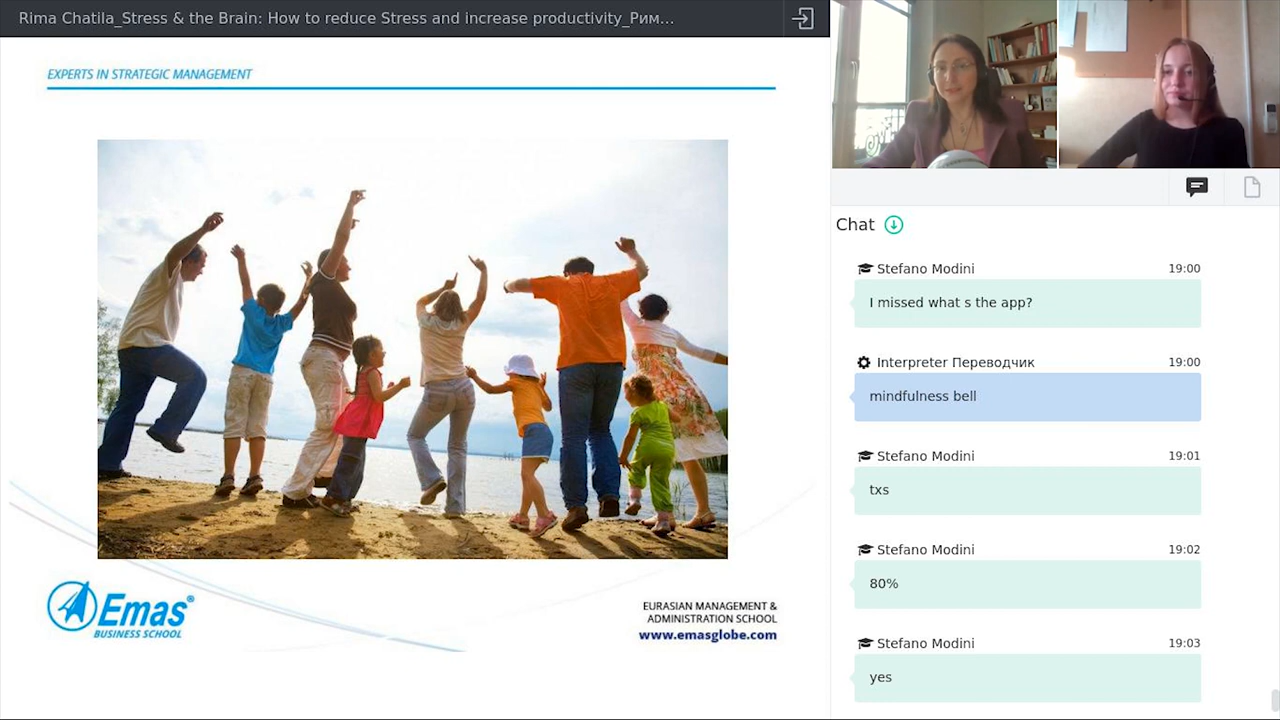 Rima Chatila_Stress & the Brain: How to reduce Stress and increase productivity_Рим...
EXPERTS IN STRATEGIC MANAGEMENT
Emas®
BUSINESS SCHOOL
EURASIAN MANAGEMENT &
ADMINISTRATION SCHOOL
www.emasglobe.com
Chat
Stefano Modini 19:00
I missed what s the app?
Interpreter Переводчик 19:00
mindfulness bell
Stefano Modini 19:01
txs
Stefano Modini 19:02
80%
Stefano Modini 19:03
yes